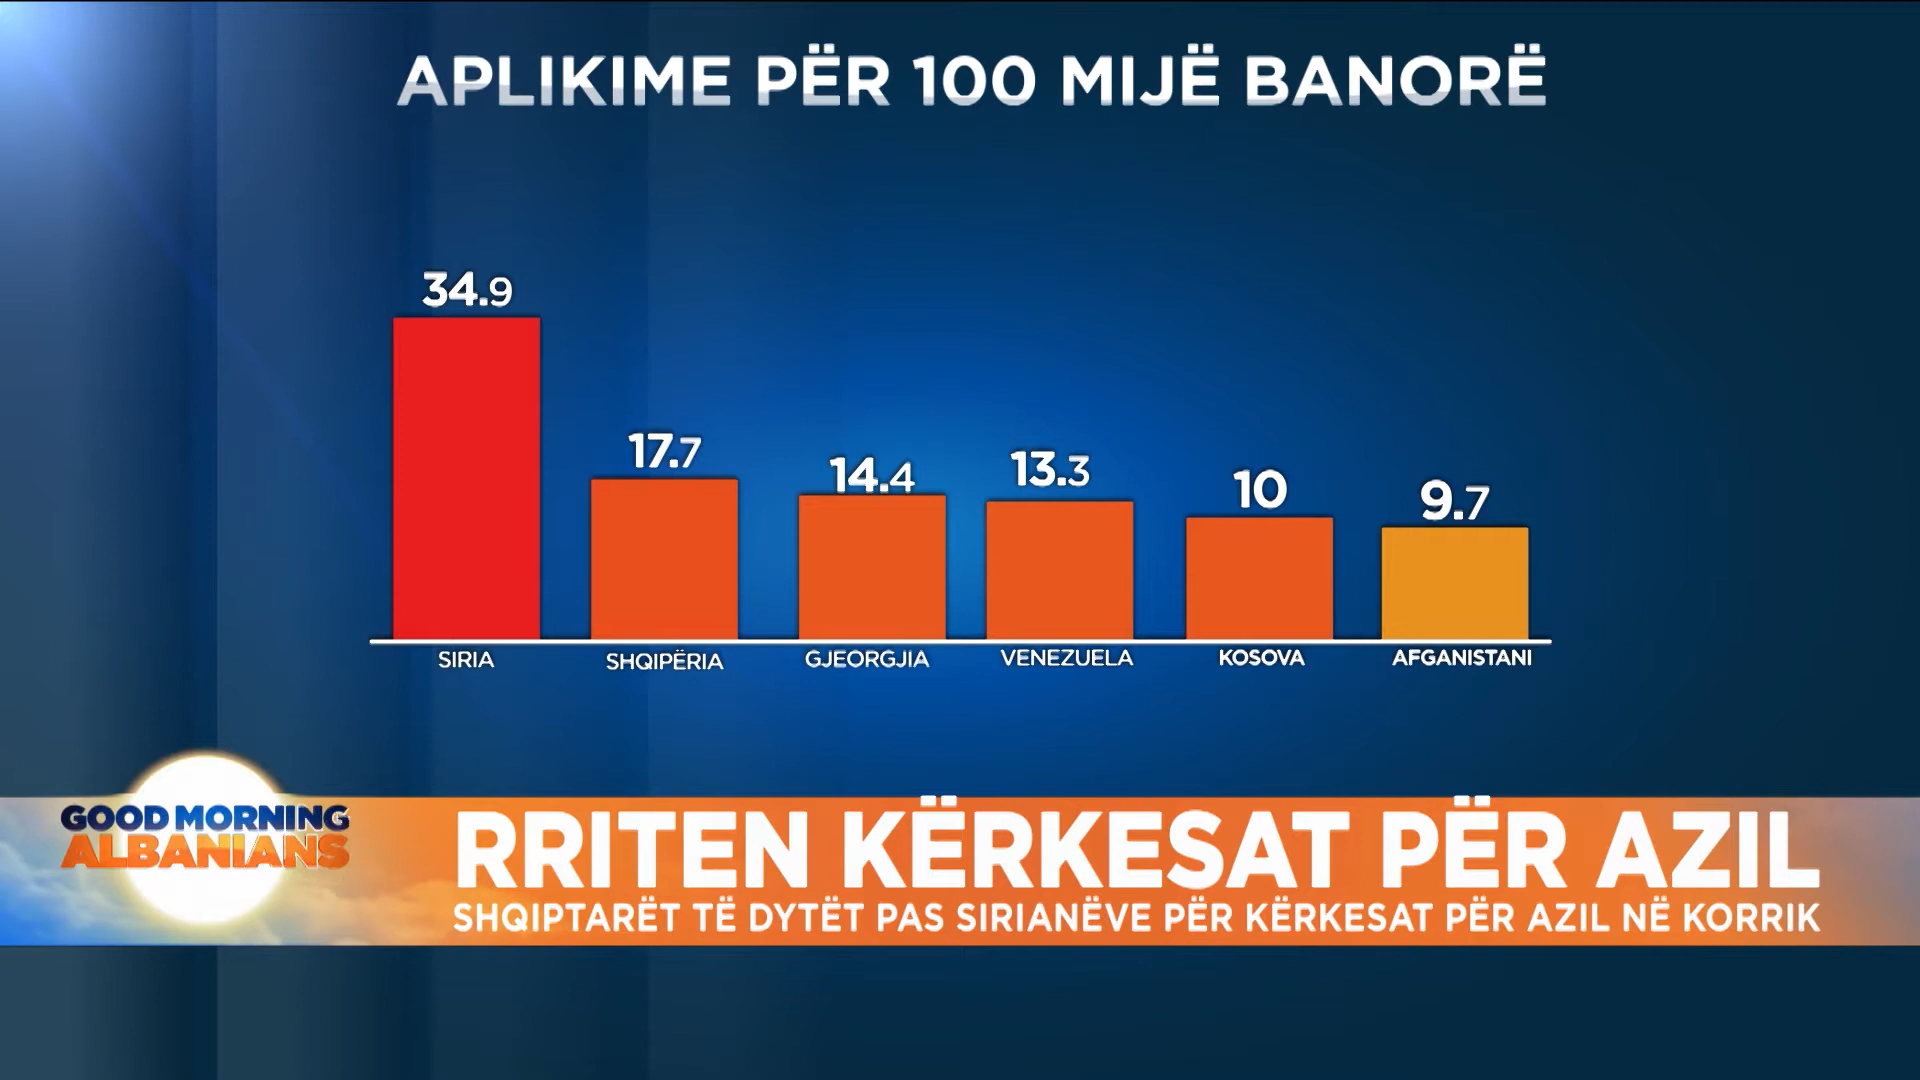 APLIKIME PËR 100 MIJË BANORË
34.9
17.7
14.4
13.3
10
9.7
SIRIA
SHQIPËRIA
GJEORGJIA
VENEZUELA
KOSOVA
AFGANISTANI
GOOD MORNING
ALBANIANS
RRITEN KËRKESAT PËR AZIL
SHQIPTARËT TË DYTËT PAS SIRIANËVE PËR KËRKESAT PËR AZIL NË KORRIK